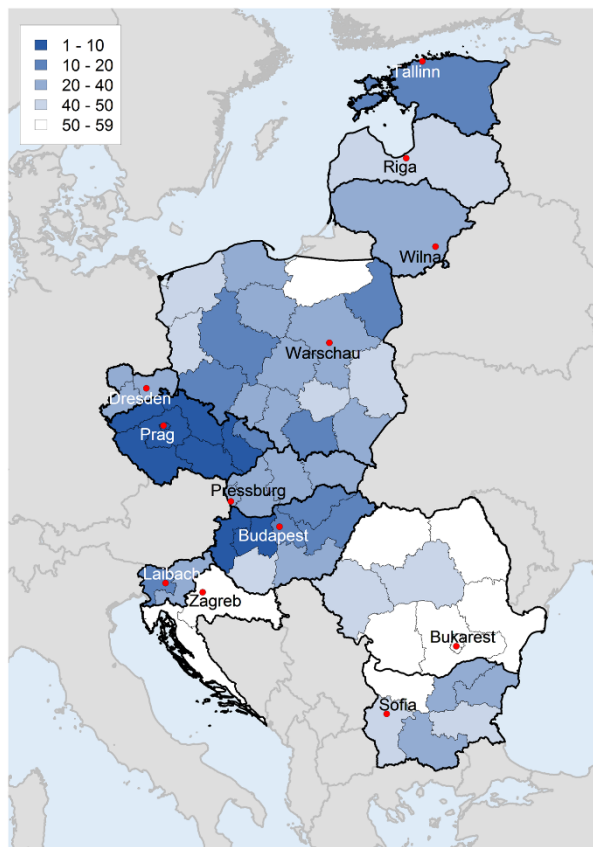 1 - 10
10 - 20
20 - 40
40 - 50
50 - 59
Tallinn
Riga
Wilna
Warschau
Dresden
Prag
Pressburg
Budapest
Laibach
Zagreb
Bukarest
Sofia